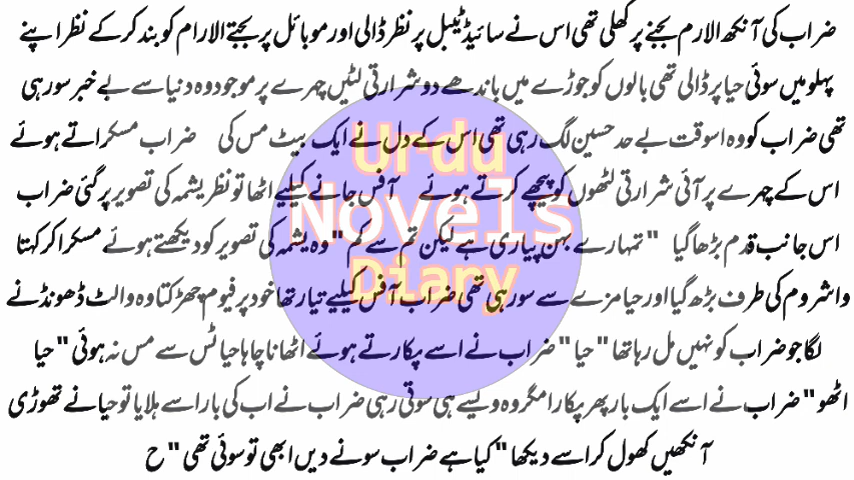 ضراب کی آنکھ الارم بجنے پر کھلی تھی اس نے سائیڈ ٹیبل پر نظر ڈالی اور موبائل پر بجتے الارام کو بند کر کے نظر اپنے
پہلو میں سوئی حیا پر ڈالی تھی بالوں کو جوڑے میں باندھے دو شرارتی لٹیں چہرے پر موجود وہ دنیا سے بے خبر سو رہی
تھی ضراب کو وہ اسوقت بے حد حسین لگ رہی تھی اس کے دل نے ایک بیٹ مس کی ضراب مسکراتے ہوئے
اس کے چہرے پر آئی شرارتی لٹھوں کو پیچھے کرتے ہوئے آفس جانے کیلیے اٹھا تو نظر یشمہ کی تصویر پر گئی ضراب
اس جانب قدم بڑھا گیا " تمہارے بہن پیاری ہے لیکن تم سے کم " وہ یشمہ کی تصویر کو دیکھتے ہوئے مسکرا کر کہتا
واشروم کی طرف بڑھ گیا اور حیا مزے سے سو رہی تھی ضراب آفس کیلیے تیار تھا خود پر فیوم چھڑکتا وہ والٹ ڈھونڈنے
لگا جو ضراب کو نہیں مل رہا تھا " حیا " ضراب نے اسے پکارتے ہوئے اٹھانا چاہا حیا ٹس سے مس نہ ہوئی " حیا
اٹھو " ضراب نے اسے ایک بار پھر پکارا مگر وہ ویسے ہی سوتی رہی ضراب نے اب کی بار اسے ہلایا تو حیا نے تھوڑی
آنکھیں کھول کر اسے دیکھا " کیا ہے ضراب سونے دیں ابھی تو سوئی تھی " ح
Urdu
Novels
Diary